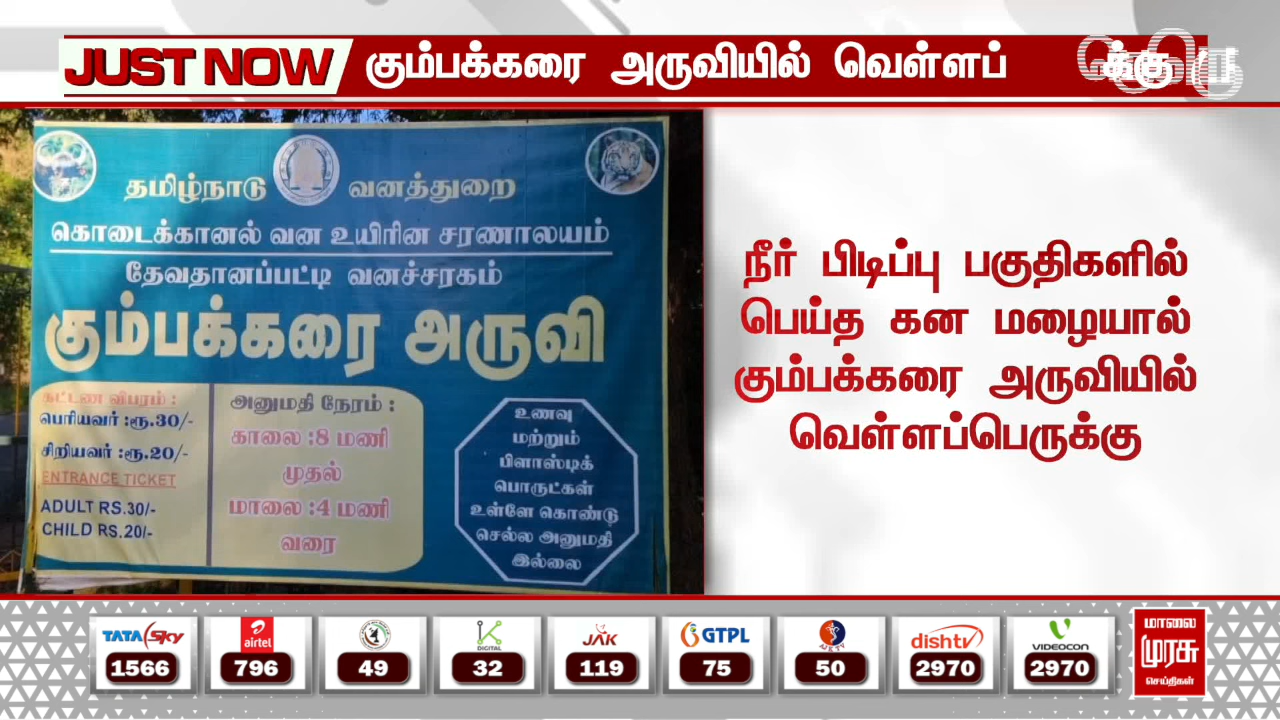 JUST NOW
கும்பக்கரை அருவியில் வெள்ளப்
தமிழ்நாடு வனத்துறை
கொடைக்கானல் வன உயிரின சரணாலயம்
தேவதானப்பட்டி வனச்சரகம்
கும்பக்கரை அருவி
கட்டண விபரம் :
பெரியவர் :ரூ.30/-
சிறியவர் :ரூ.20/-
ENTRANCE TICKET
ADULT RS.30/-
CHILD RS.20/-
அனுமதி நேரம் :
காலை :8 மணி
முதல்
மாலை :4 மணி
வரை
உணவு
மற்றும்
பிளாஸ்டிக்
பொருட்கள்
உள்ளே கொண்டு
செல்ல அனுமதி
இல்லை
நீர் பிடிப்பு பகுதிகளில்
பெய்த கன மழையால்
கும்பக்கரை அருவியில்
வெள்ளப்பெருக்கு
TATA Sky
1566
airtel
796
49
DIGITAL
32
JAK
119
GTPL
75
50
dishtv
2970
VIDEOCON
2970
மாலை
முரசு
செய்திகள்